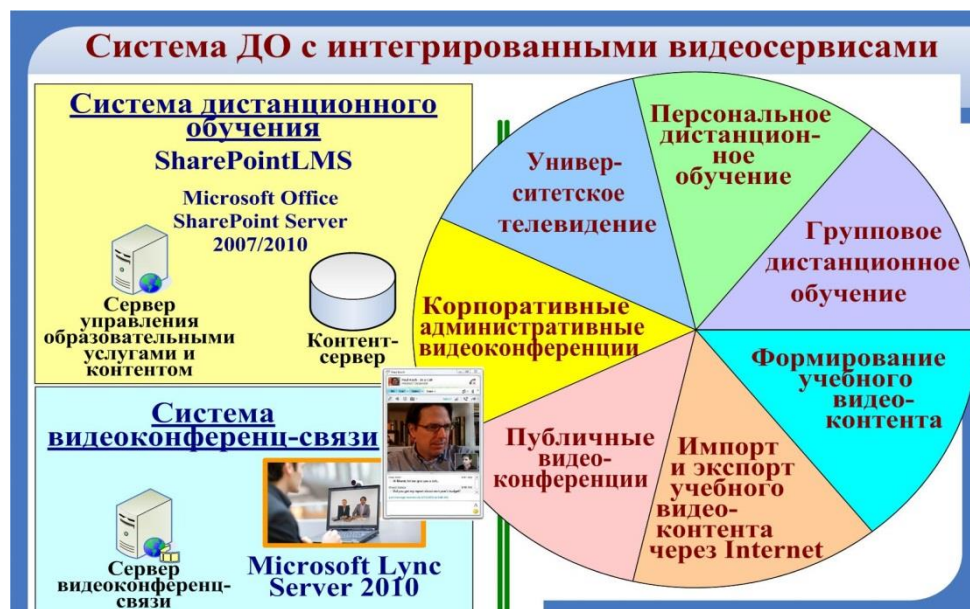 Система ДО с интегрированными видеосервисами
Система дистанционного
обучения
SharePointLMS
Microsoft Office
SharePoint Server
2007/2010
Сервер
управления
образовательными
услугами и
контентом
Контент-
сервер
Система
видеоконференц-связи
Сервер
видеоконференц-
связи
Microsoft Lync
Server 2010
Персональное
дистанцион-
ное
обучение
Универ-
ситетское
телевидение
Групповое
дистанционное
обучение
Корпоративные
административные
видеоконференции
Формирование
учебного
видео-
контента
Публичные
видео-
конференции
Импорт
и экспорт
учебного
видео-
контента
через Internet